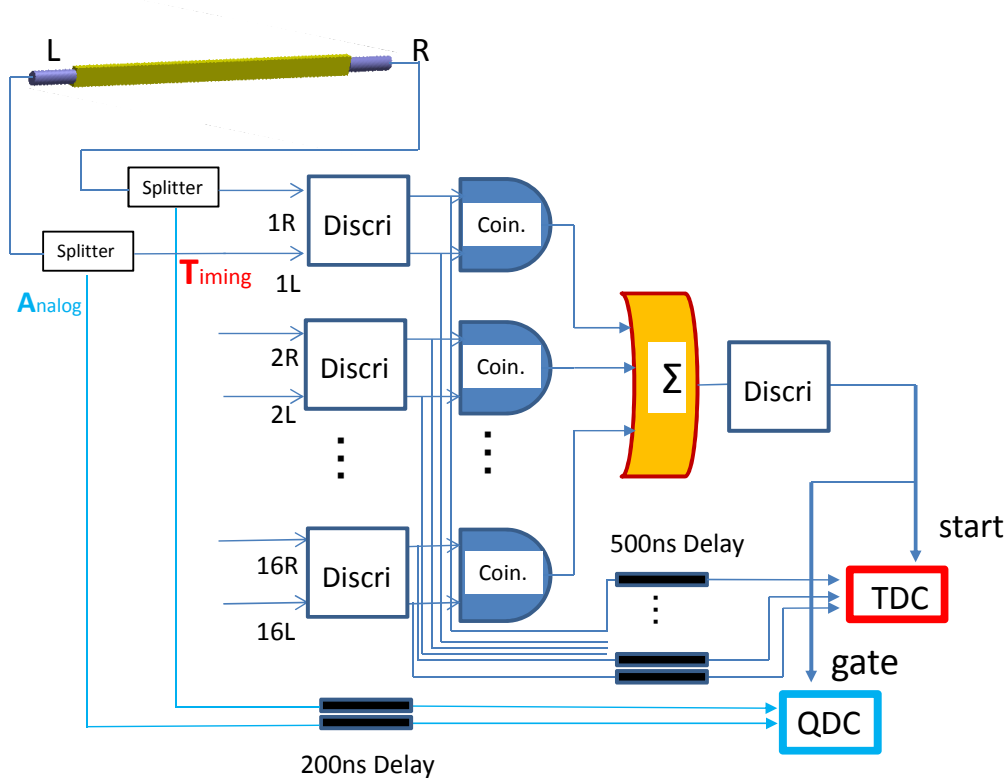 L
R
Splitter
Splitter
Timing
Analog
1R
1L
Discri
Coin.
2R
2L
Discri
Coin.
Σ
Discri
16R
16L
Discri
Coin.
500ns Delay
start
TDC
gate
QDC
200ns Delay